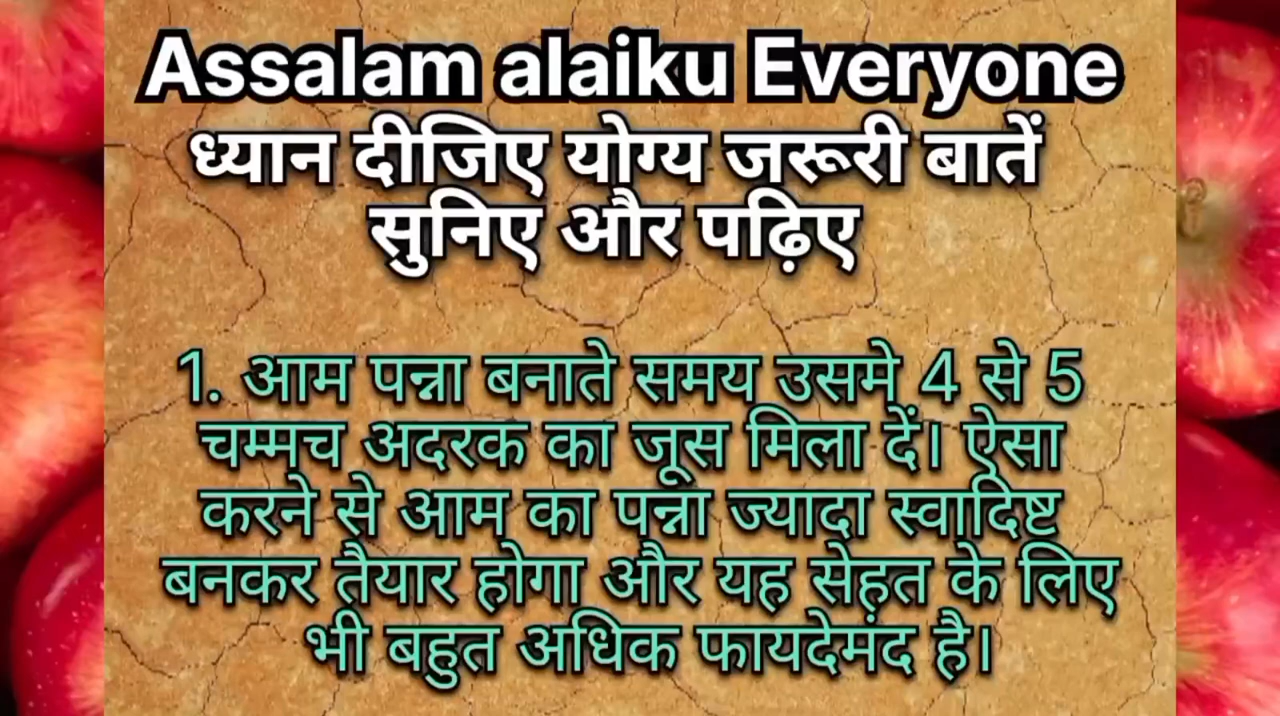 Assalam alaiku Everyone
ध्यान दीजिए योग्य जरूरी बातें
सुनिए और पढ़िए
1. आम पन्ना बनाते समय उसमे 4 से 5
चम्मच अदरक का जूस मिला दें। ऐसा
करने से आम का पन्ना ज्यादा स्वादिष्ट
बनकर तैयार होगा और यह सेहत के लिए
भी बहुत अधिक फायदेमंद है।